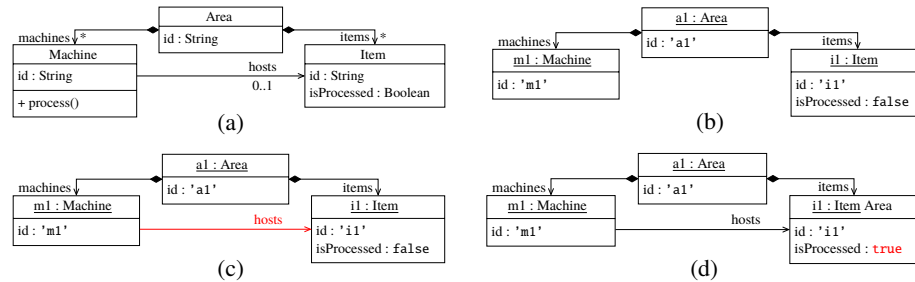 Area
id : String
machines
*
items
*
Machine
id : String
+ process()
hosts
0..1
Item
id : String
isProcessed : Boolean
(a)
a1 : Area
id : 'a1'
machines
items
m1 : Machine
id : 'm1'
i1 : Item
id : 'i1'
isProcessed : false
(b)
a1 : Area
id : 'a1'
machines
items
m1 : Machine
id : 'm1'
hosts
i1 : Item
id : 'i1'
isProcessed : false
(c)
a1 : Area
id : 'a1'
machines
items
m1 : Machine
id : 'm1'
hosts
i1 : Item Area
id : 'i1'
isProcessed : true
(d)